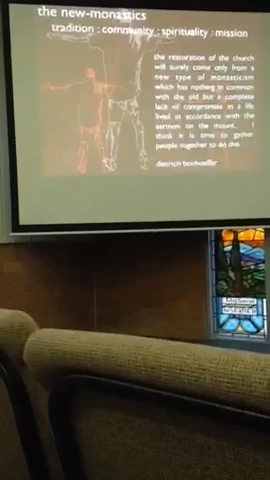 the new-monastics
tradition : community : spirituality : mission
the restoration of the church
will surely come only from a
new type of monasticism
which has nothing in common
with the old but a complete
lack of compromise in a life
lived in accordance with the
sermon on the mount..
think it is time to gather
people together to do this
dietrich bonhoeffer